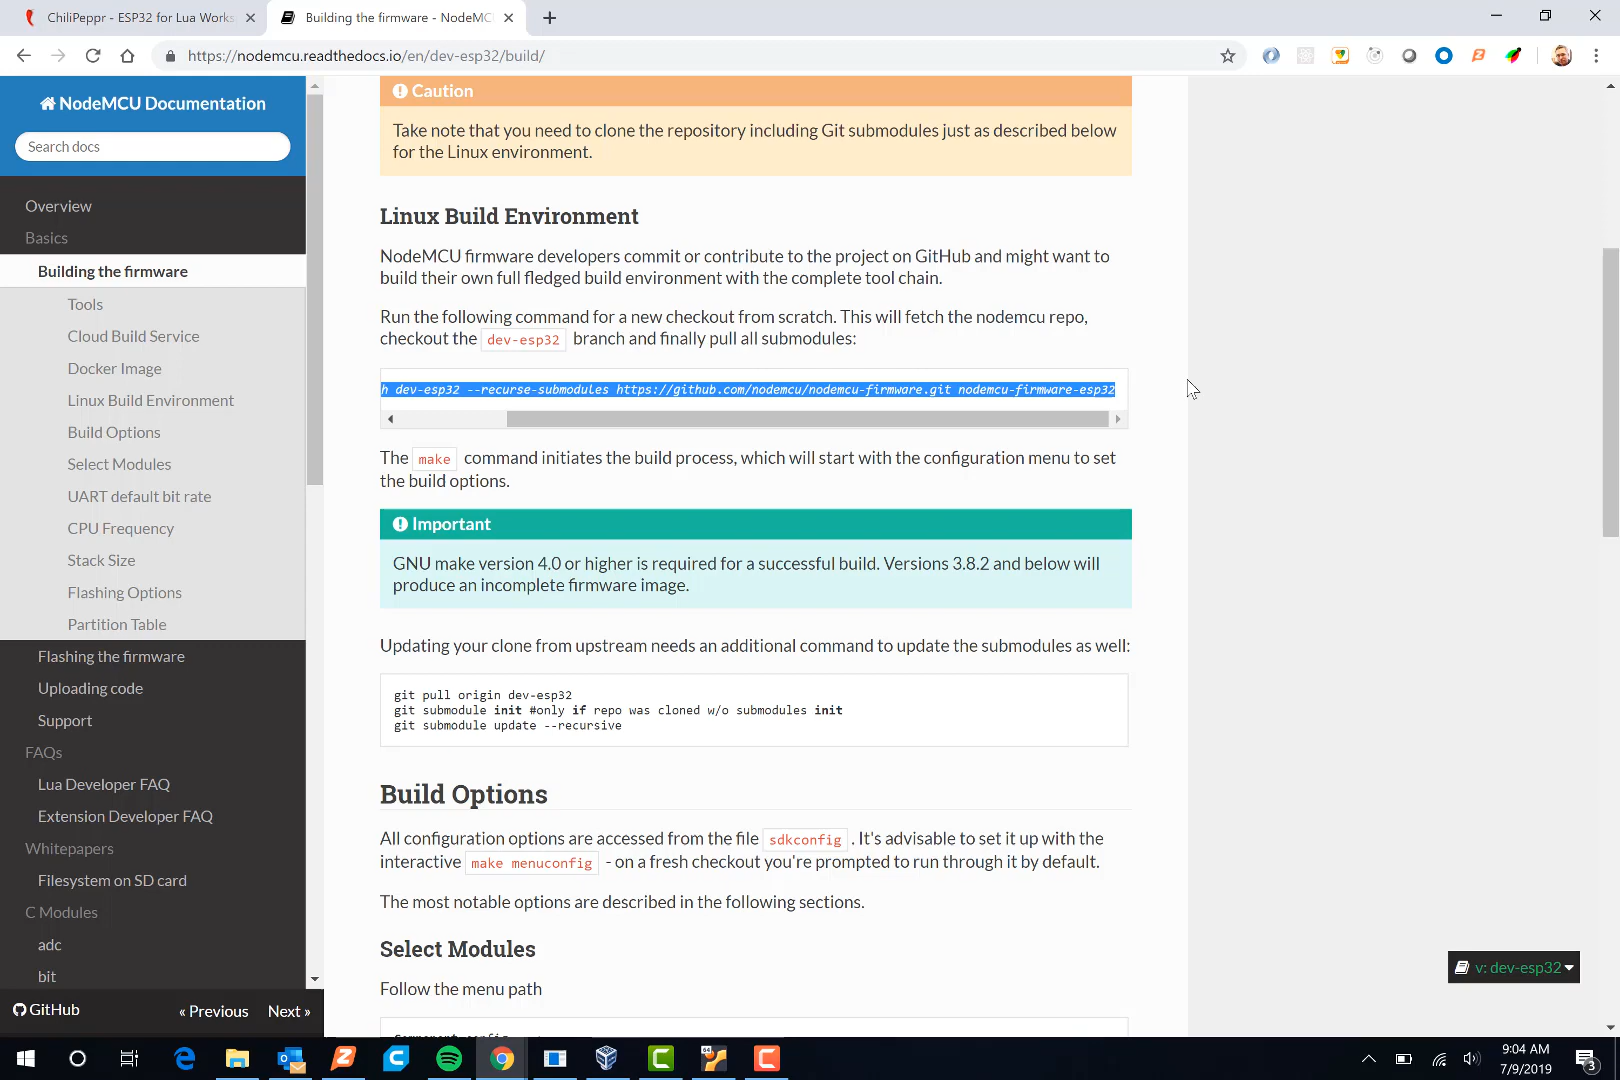 ChiliPeppr - ESP32 for Lua Works
Building the firmware - NodeMC
https://nodemcu.readthedocs.io/en/dev-esp32/build/
NodeMCU Documentation
Search docs
Overview
Basics
Building the firmware
Tools
Cloud Build Service
Docker Image
Linux Build Environment
Build Options
Select Modules
UART default bit rate
CPU Frequency
Stack Size
Flashing Options
Partition Table
Flashing the firmware
Uploading code
Support
FAQs
Lua Developer FAQ
Extension Developer FAQ
Whitepapers
Filesystem on SD card
C Modules
adc
bit
GitHub
« Previous
Next »
Caution
Take note that you need to clone the repository including Git submodules just as described below
for the Linux environment.
Linux Build Environment
NodeMCU firmware developers commit or contribute to the project on GitHub and might want to
build their own full fledged build environment with the complete tool chain.
Run the following command for a new checkout from scratch. This will fetch the nodemcu repo,
checkout the dev-esp32 branch and finally pull all submodules:
h dev-esp32 --recurse-submodules https://github.com/nodemcu/nodemcu-firmware.git nodemcu-firmware-esp32
The make command initiates the build process, which will start with the configuration menu to set
the build options.
Important
GNU make version 4.0 or higher is required for a successful build. Versions 3.8.2 and below will
produce an incomplete firmware image.
Updating your clone from upstream needs an additional command to update the submodules as well:
git pull origin dev-esp32
git submodule init #only if repo was cloned w/o submodules init
git submodule update --recursive
Build Options
All configuration options are accessed from the file sdkconfig . It's advisable to set it up with the
interactive make menuconfig - on a fresh checkout you're prompted to run through it by default.
The most notable options are described in the following sections.
Select Modules
Follow the menu path
v: dev-esp32
9:04 AM
7/9/2019
3